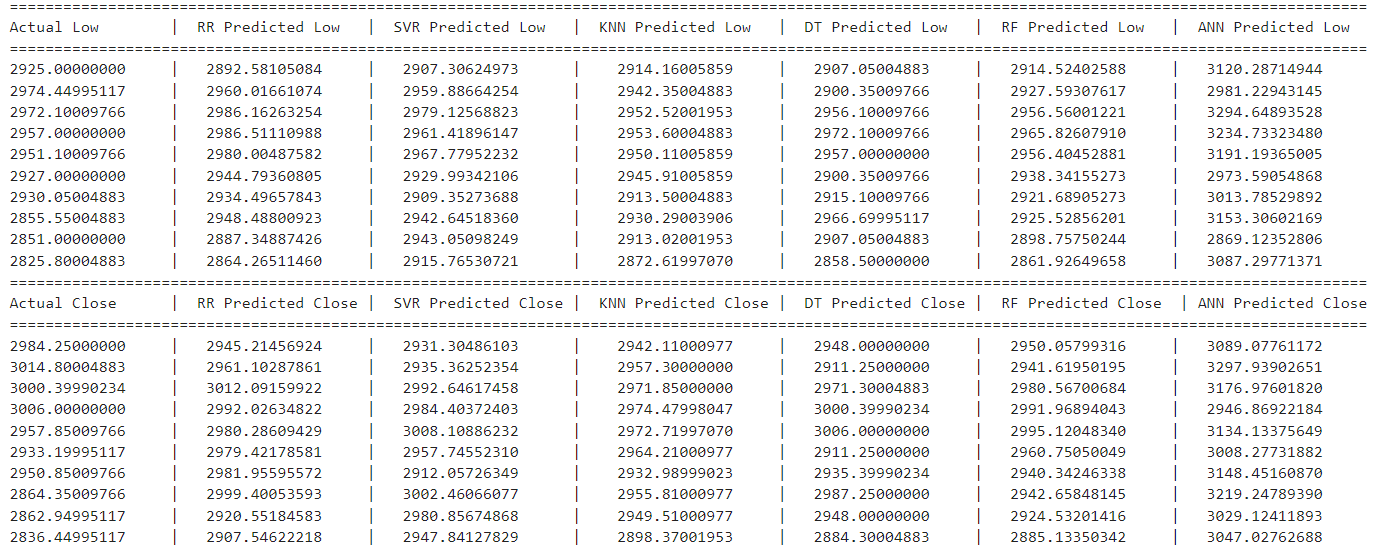 ==========================================================================================================================================================
Actual Low | RR Predicted Low | SVR Predicted Low | KNN Predicted Low | DT Predicted Low | RF Predicted Low | ANN Predicted Low
==========================================================================================================================================================
2925.00000000 | 2892.58105084 | 2907.30624973 | 2914.16005859 | 2907.05004883 | 2914.52402588 | 3120.28714944
2974.44995117 | 2960.01661074 | 2959.88664254 | 2942.35004883 | 2900.35009766 | 2927.59307617 | 2981.22943145
2972.10009766 | 2986.16263254 | 2979.12568823 | 2952.52001953 | 2956.10009766 | 2956.56001221 | 3294.64893528
2957.00000000 | 2986.51110988 | 2961.41896147 | 2953.60004883 | 2972.10009766 | 2965.82607910 | 3234.73323480
2951.10009766 | 2980.00487582 | 2967.77952232 | 2950.11005859 | 2957.00000000 | 2956.40452881 | 3191.19365005
2927.00000000 | 2944.79360805 | 2929.99342106 | 2945.91005859 | 2900.35009766 | 2938.34155273 | 2973.59054868
2930.05004883 | 2934.49657843 | 2909.35273688 | 2913.50004883 | 2915.10009766 | 2921.68905273 | 3013.78529892
2855.55004883 | 2948.48800923 | 2942.64518360 | 2930.29003906 | 2966.69995117 | 2925.52856201 | 3153.30602169
2851.00000000 | 2887.34887426 | 2943.05098249 | 2913.02001953 | 2907.05004883 | 2898.75750244 | 2869.12352806
2825.80004883 | 2864.26511460 | 2915.76530721 | 2872.61997070 | 2858.50000000 | 2861.92649658 | 3087.29771371
==========================================================================================================================================================
Actual Close | RR Predicted Close | SVR Predicted Close | KNN Predicted Close | DT Predicted Close | RF Predicted Close | ANN Predicted Close
==========================================================================================================================================================
2984.25000000 | 2945.21456924 | 2931.30486103 | 2942.11000977 | 2948.00000000 | 2950.05799316 | 3089.07761172
3014.80004883 | 2961.10287861 | 2935.36252354 | 2957.30000000 | 2911.25000000 | 2941.61950195 | 3297.93902651
3000.39990234 | 3012.09159922 | 2992.64617458 | 2971.85000000 | 2971.30004883 | 2980.56700684 | 3176.97601820
3006.00000000 | 2992.02634822 | 2984.40372403 | 2974.47998047 | 3000.39990234 | 2991.96894043 | 2946.86922184
2957.85009766 | 2980.28609429 | 3008.10886232 | 2972.71997070 | 3006.00000000 | 2995.12048340 | 3134.13375649
2933.19995117 | 2979.42178581 | 2957.74552310 | 2964.21000977 | 2911.25000000 | 2960.75050049 | 3008.27731882
2950.85009766 | 2981.95595572 | 2912.05726349 | 2932.98999023 | 2935.39990234 | 2940.34246338 | 3148.45160870
2864.35009766 | 2999.40053593 | 3002.46066077 | 2955.81000977 | 2987.25000000 | 2942.65848145 | 3219.24789390
2862.94995117 | 2920.55184583 | 2980.85674868 | 2949.51000977 | 2948.00000000 | 2924.53201416 | 3029.12411893
2836.44995117 | 2907.54622218 | 2947.84127829 | 2898.37001953 | 2884.30004883 | 2885.13350342 | 3047.02762688